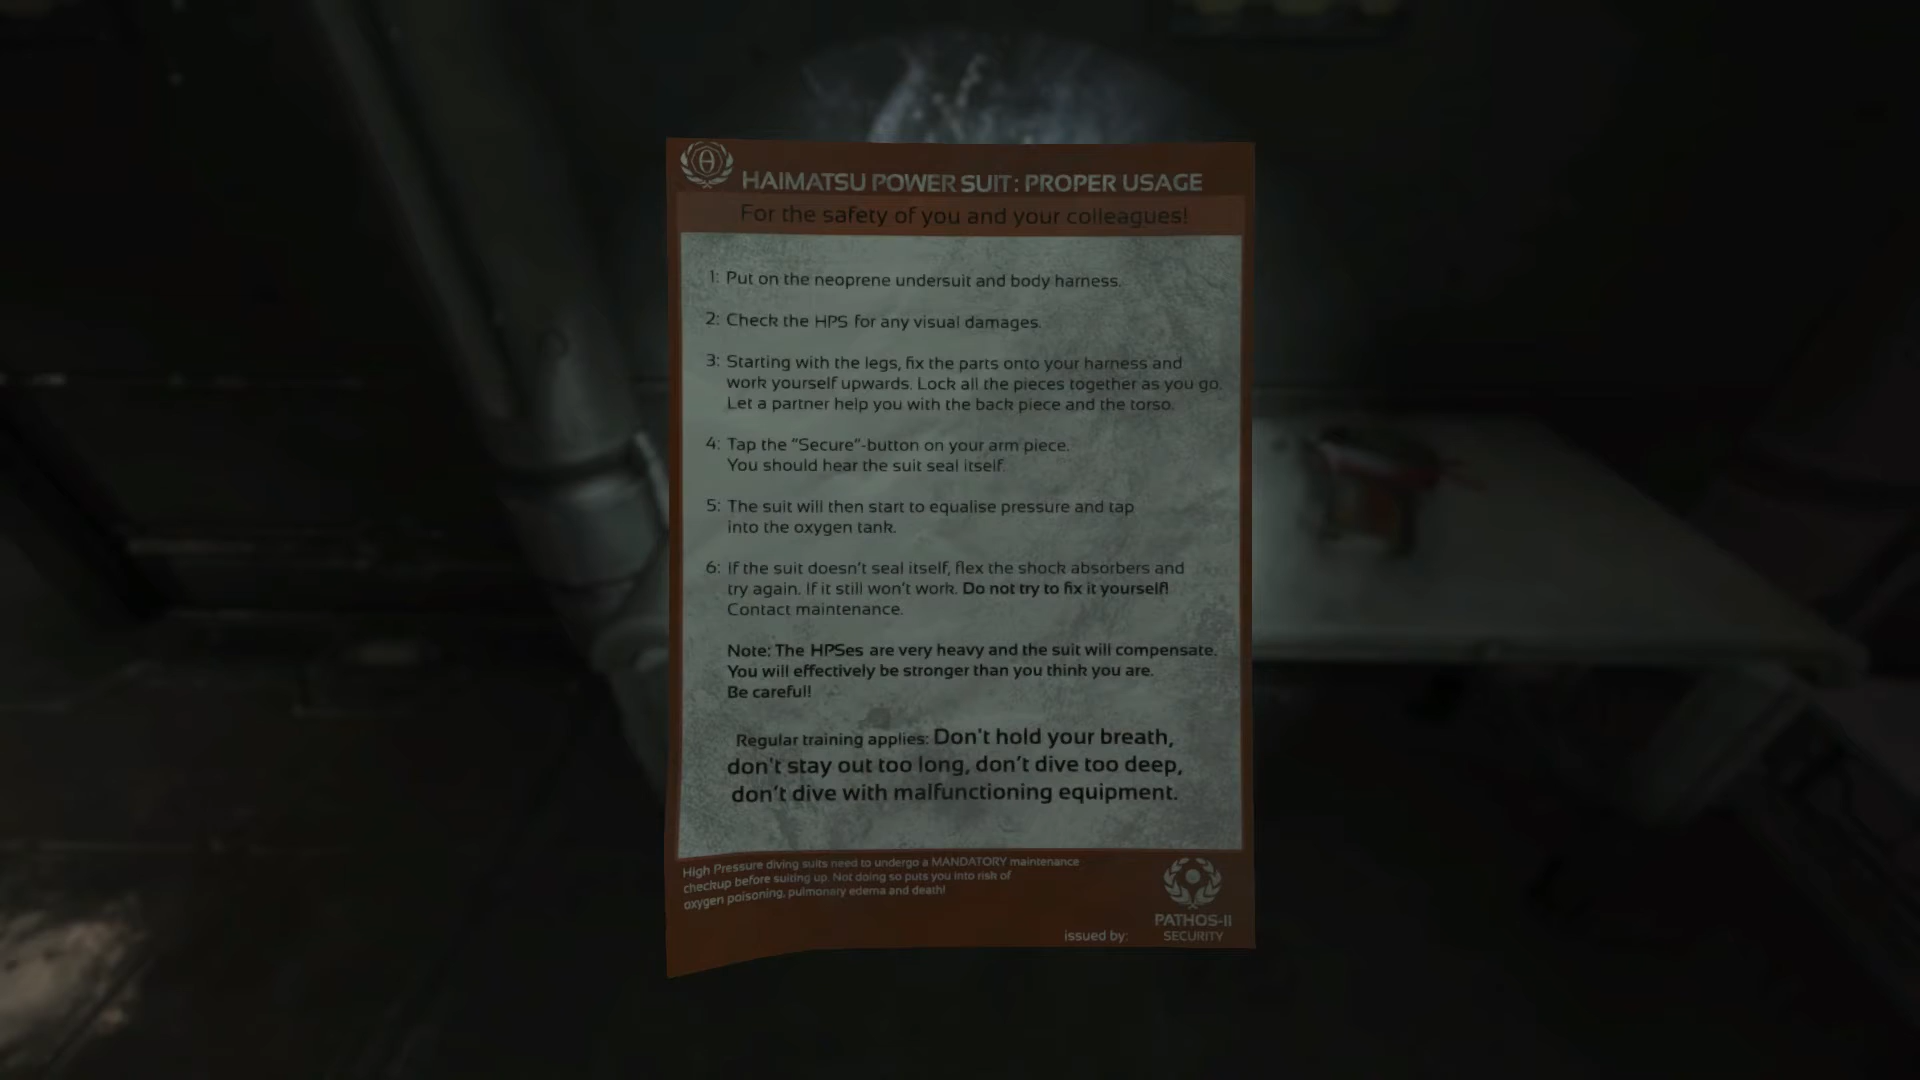 HAIMATSU POWER SUIT: PROPER USAGE
For the safety of you and your colleagues!
1: Put on the neoprene undersuit and body harness.
2: Check the HPS for any visual damages.
3: Starting with the legs, fix the parts onto your harness and
work yourself upwards. Lock all the pieces together as you go.
Let a partner help you with the back piece and the torso.
4: Tap the "Secure"-button on your arm piece.
You should hear the suit seal itself.
5: The suit will then start to equalise pressure and tap
into the oxygen tank.
6: If the suit doesn't seal itself, flex the shock absorbers and
try again. If it still won't work. Do not try to fix it yourself!
Contact maintenance.
Note: The HPSes are very heavy and the suit will compensate.
You will effectively be stronger than you think you are.
Be careful!
Regular training applies: Don't hold your breath,
don't stay out too long, don't dive too deep,
don't dive with malfunctioning equipment.
High Pressure diving suits need to undergo a MANDATORY maintenance
checkup before suiting up. Not doing so puts you into risk of
oxygen poisoning, pulmonary edema and death!
issued by:
PATHOS-II
SECURITY